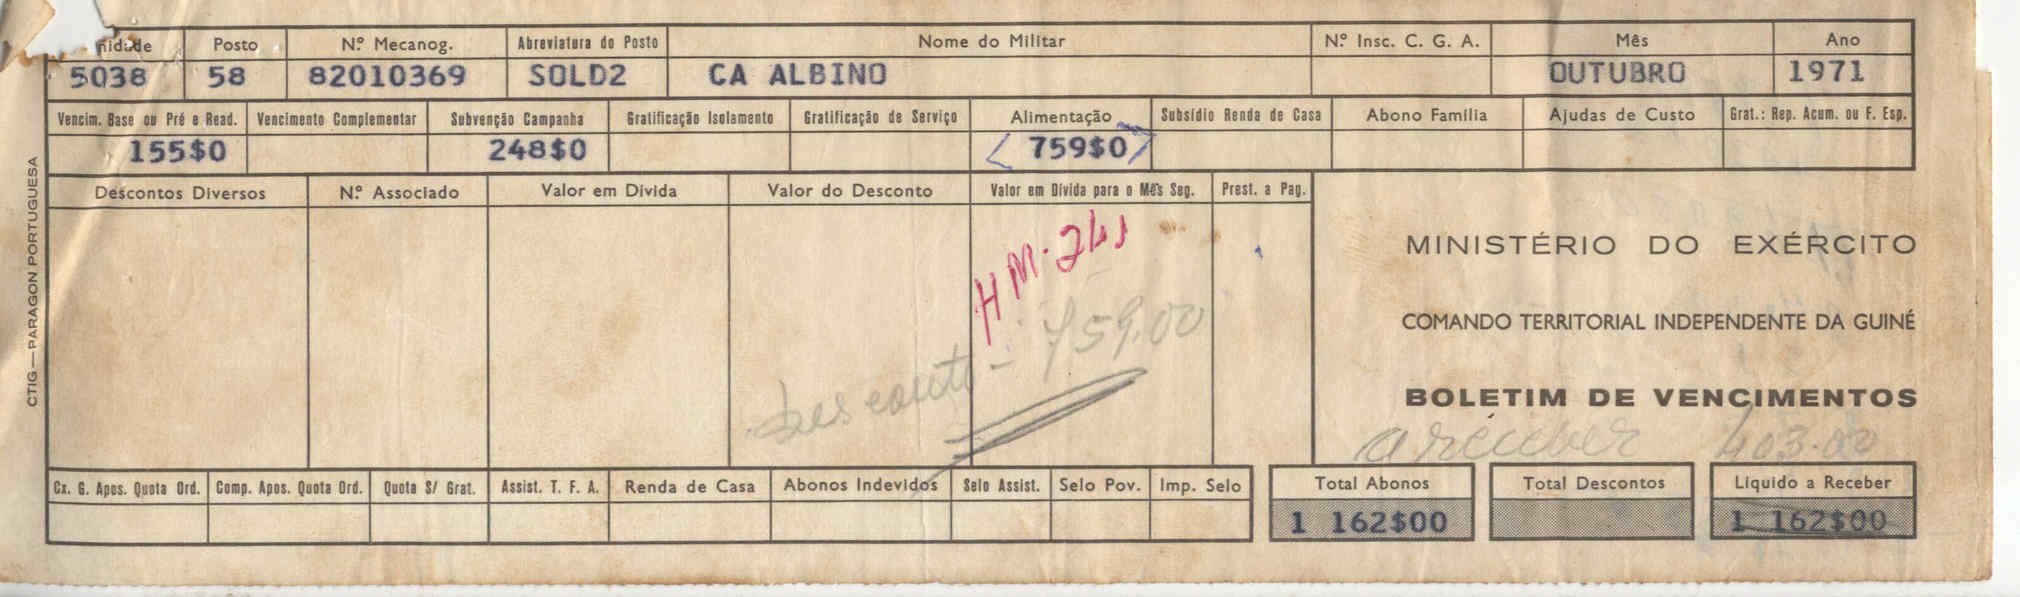 nidade Posto N.º Mecanog. Abreviatura do Posto Nome do Militar N.º Insc. C. G. A. Mês Ano
5038 58 82010369 SOLD2 CA ALBINO OUTUBRO 1971
Vencim. Base ou Pré e Read. Vencimento Complementar Subvenção Campanha Gratificação Isolamento Gratificação de Serviço Alimentação Subsídio Renda de Casa Abono Família Ajudas de Custo Grat.: Rep. Acum. ou F. Esp.
155$0 248$0 759$0
Descontos Diversos N.º Associado Valor em Dívida Valor do Desconto Valor em Dívida para o Mês Seg. Prest. a Pag.
HM-241
desconto - 759.00
MINISTÉRIO DO EXÉRCITO
COMANDO TERRITORIAL INDEPENDENTE DA GUINÉ
BOLETIM DE VENCIMENTOS
a receber 403.00
Cx. G. Apos. Quota Ord. Comp. Apos. Quota Ord. Quota S/ Grat. Assist. T. F. A. Renda de Casa Abonos Indevidos Selo Assist. Selo Pov. Imp. Selo Total Abonos Total Descontos Líquido a Receber
1 162$00 1 162$00
CTIG — PARAGON PORTUGUESA